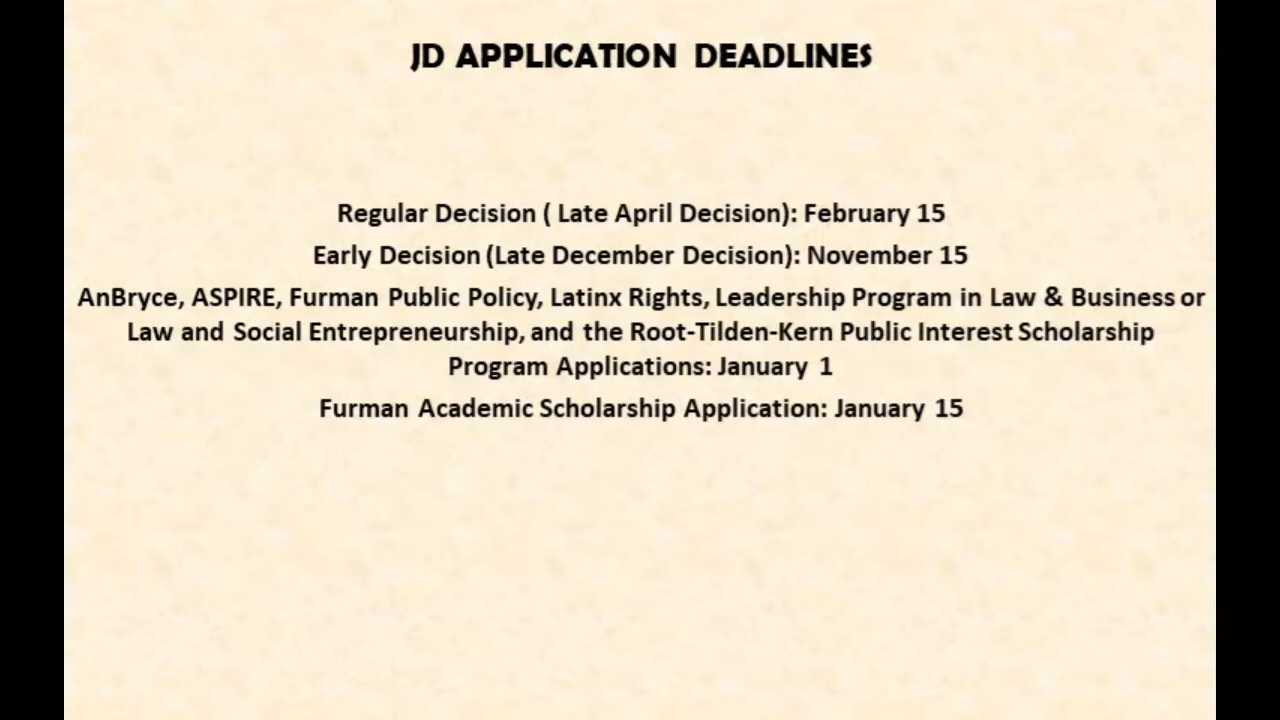 JD APPLICATION DEADLINES
Regular Decision ( Late April Decision): February 15
Early Decision (Late December Decision): November 15
AnBryce, ASPIRE, Furman Public Policy, Latinx Rights, Leadership Program in Law & Business or
Law and Social Entrepreneurship, and the Root-Tilden-Kern Public Interest Scholarship
Program Applications: January 1
Furman Academic Scholarship Application: January 15